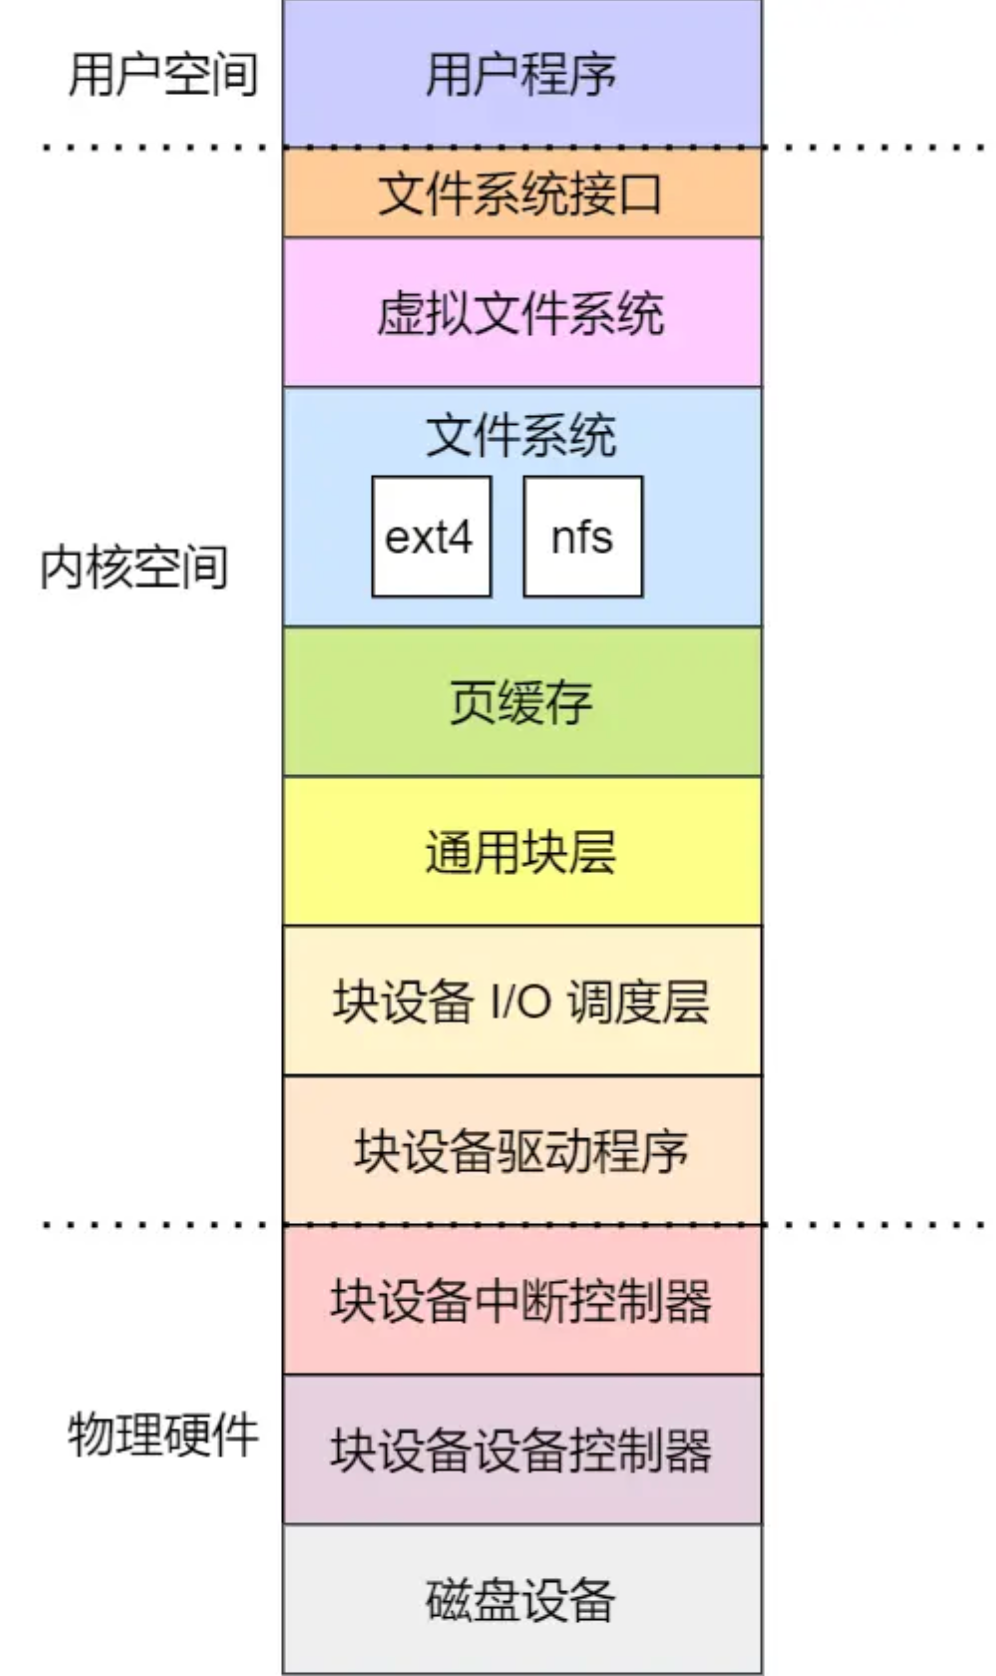 用户空间
用户程序
文件系统接口
虚拟文件系统
文件系统
ext4
nfs
内核空间
页缓存
通用块层
块设备 I/O 调度层
块设备驱动程序
块设备中断控制器
物理硬件
块设备设备控制器
磁盘设备